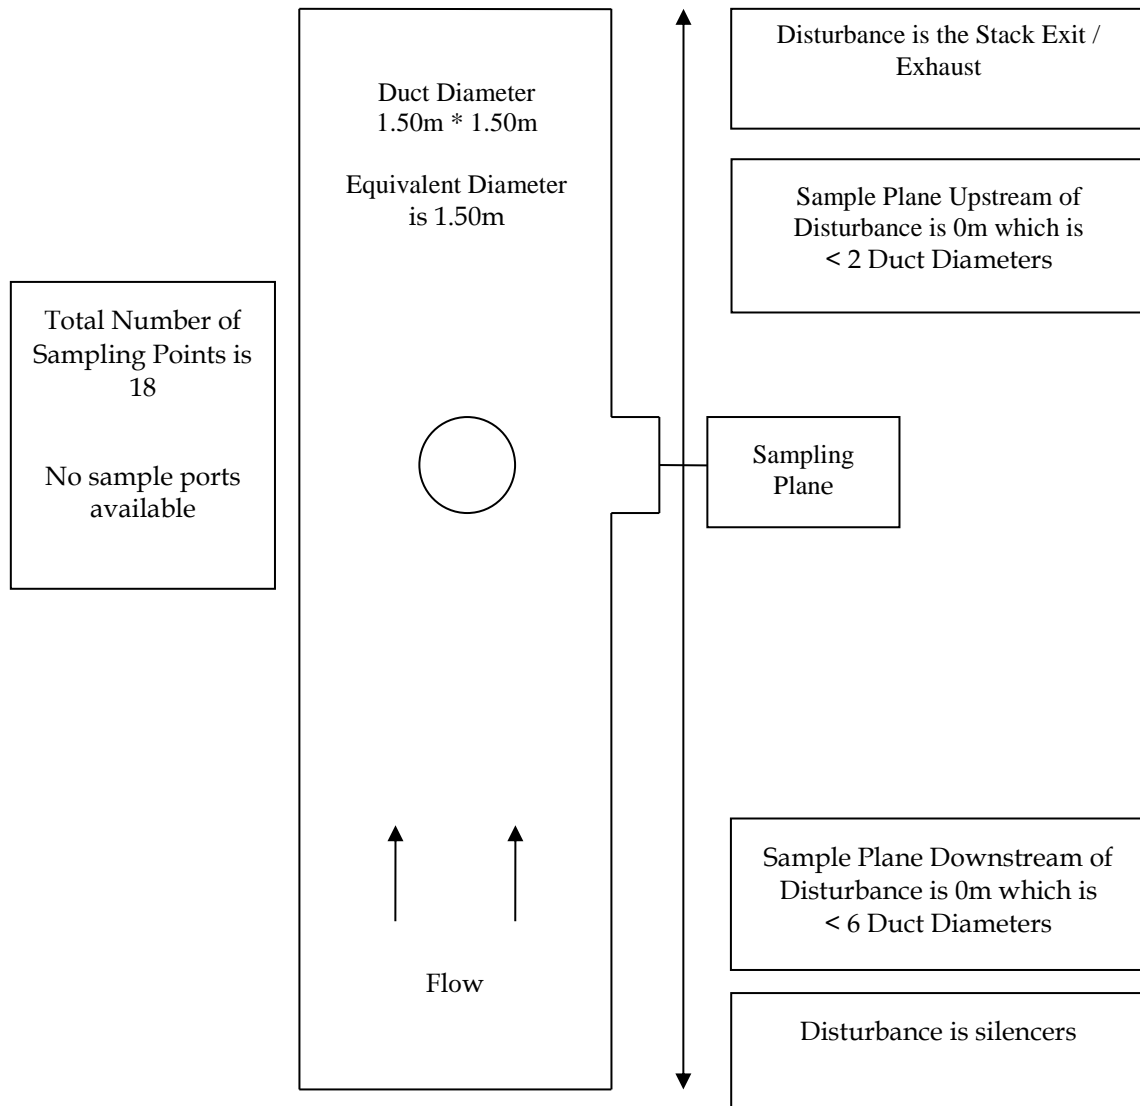 Duct Diameter
1.50m * 1.50m
Equivalent Diameter
is 1.50m
Disturbance is the Stack Exit /
Exhaust
Sample Plane Upstream of
Disturbance is 0m which is
< 2 Duct Diameters
Total Number of
Sampling Points is
18
No sample ports
available
Sampling
Plane
Sample Plane Downstream of
Disturbance is 0m which is
< 6 Duct Diameters
Flow
Disturbance is silencers